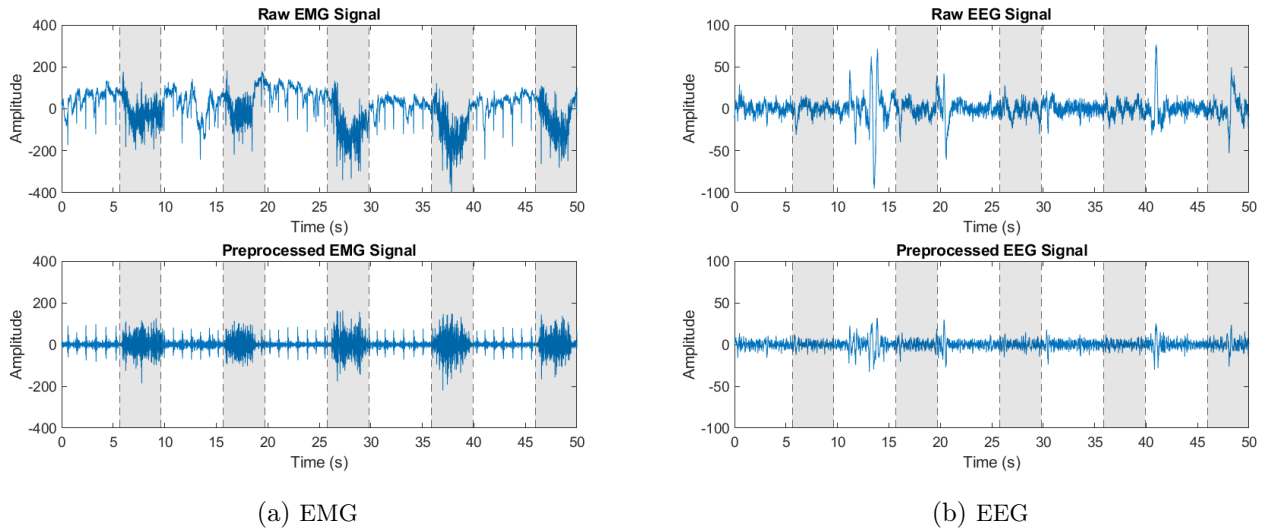 Raw EMG Signal
400
200
0
-200
-400
Amplitude
0 5 10 15 20 25 30 35 40 45 50
Time (s)
Preprocessed EMG Signal
400
200
0
-200
-400
Amplitude
0 5 10 15 20 25 30 35 40 45 50
Time (s)
(a) EMG
Raw EEG Signal
100
50
0
-50
-100
Amplitude
0 5 10 15 20 25 30 35 40 45 50
Time (s)
Preprocessed EEG Signal
100
50
0
-50
-100
Amplitude
0 5 10 15 20 25 30 35 40 45 50
Time (s)
(b) EEG